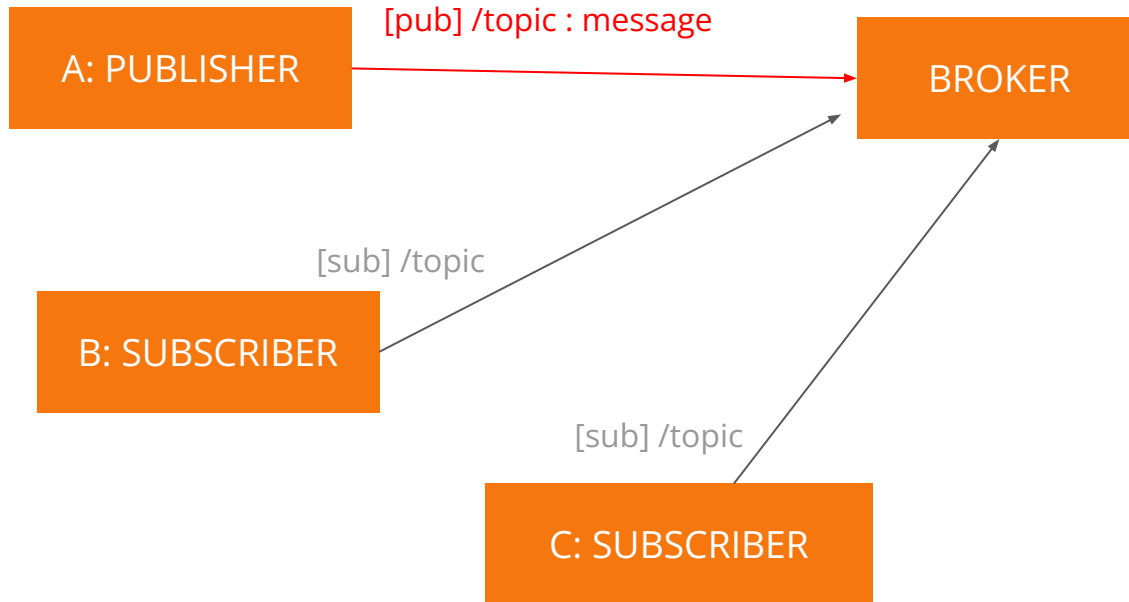 [pub] /topic : message
A: PUBLISHER
BROKER
[sub] /topic
B: SUBSCRIBER
[sub] /topic
C: SUBSCRIBER